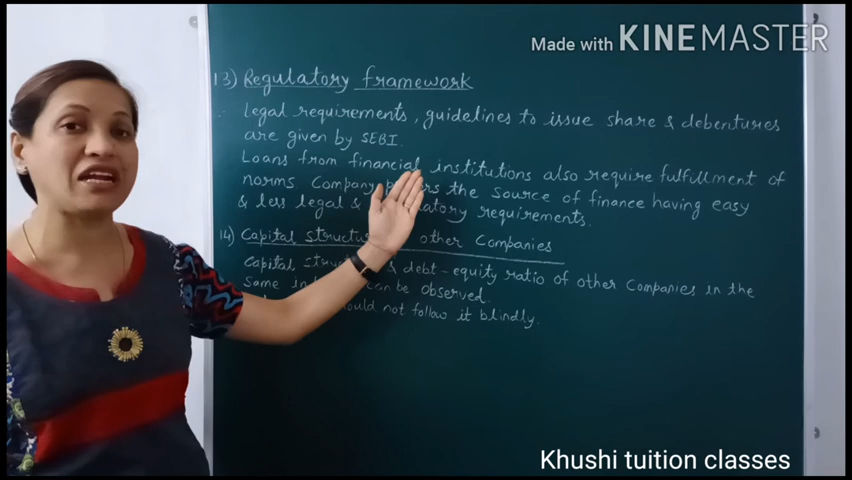 Made with KINEMASTER
13) Regulatory framework
Legal requirements, guidelines to issue share & debentures
are given by SEBI.
Loans from financial institutions also require fulfillment of
norms. Company the source of finance having easy
& less legal & requirements.
14) Capital other Companies
Capital & debt-equity ratio of other Companies in the
same can be observed.
not follow it blindly.
Khushi tuition classes